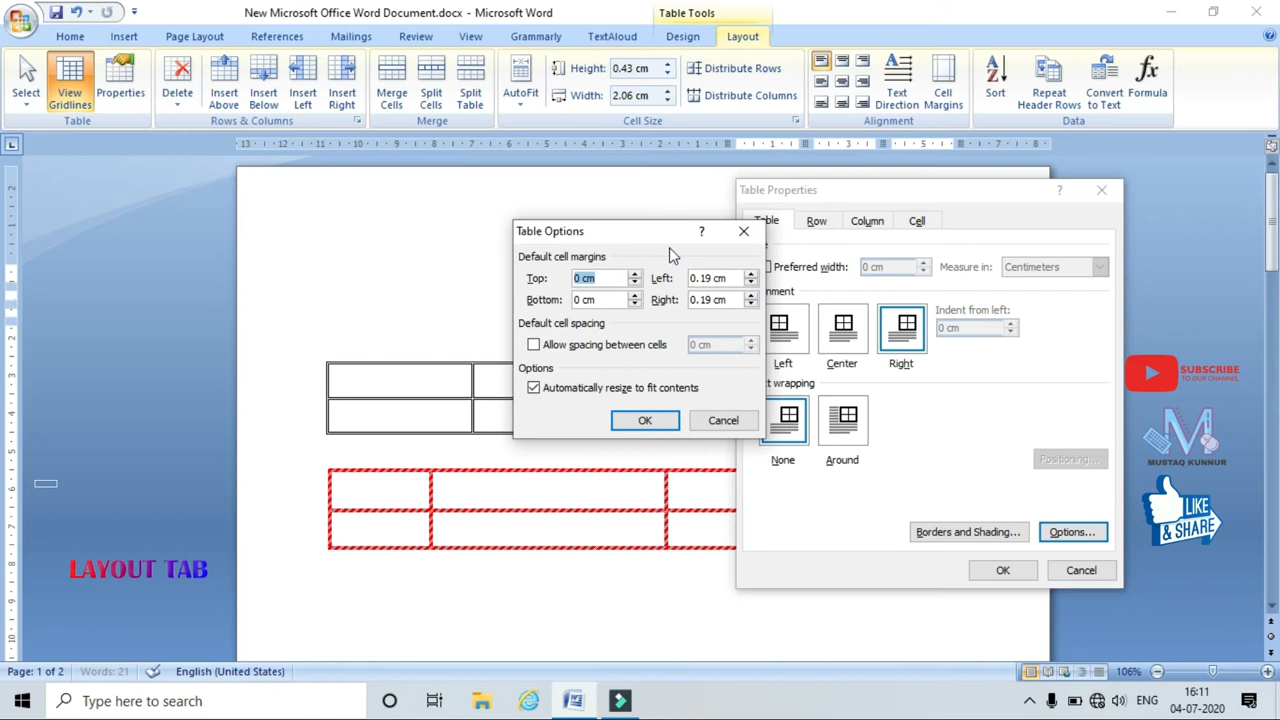 New Microsoft Office Word Document.docx - Microsoft Word
Table Tools
Home
Insert
Page Layout
References
Mailings
Review
View
Grammarly
TextAloud
Design
Layout
Select
View Gridlines
Properties
Delete
Insert Above
Insert Below
Insert Left
Insert Right
Merge Cells
Split Cells
Split Table
AutoFit
Height: 0.43 cm
Width: 2.06 cm
Distribute Rows
Distribute Columns
Text Direction
Cell Margins
Sort
Repeat Header Rows
Convert to Text
Formula
Table
Rows & Columns
Merge
Cell Size
Alignment
Data
Table Properties
Table
Row
Column
Cell
Preferred width: 0 cm
Measure in: Centimeters
Indent from left:
0 cm
Left
Center
Right
None
Around
Positioning...
Borders and Shading...
Options...
OK
Cancel
Table Options
Default cell margins
Top: 0 cm
Left: 0.19 cm
Bottom: 0 cm
Right: 0.19 cm
Default cell spacing
Allow spacing between cells
0 cm
Options
Automatically resize to fit contents
OK
Cancel
SUBSCRIBE
TO OUR CHANNEL
M
MUSTAQ KUNNUR
LIKE
& SHARE
LAYOUT TAB
Page: 1 of 2
Words: 21
English (United States)
106%
Type here to search
ENG
16:11
04-07-2020